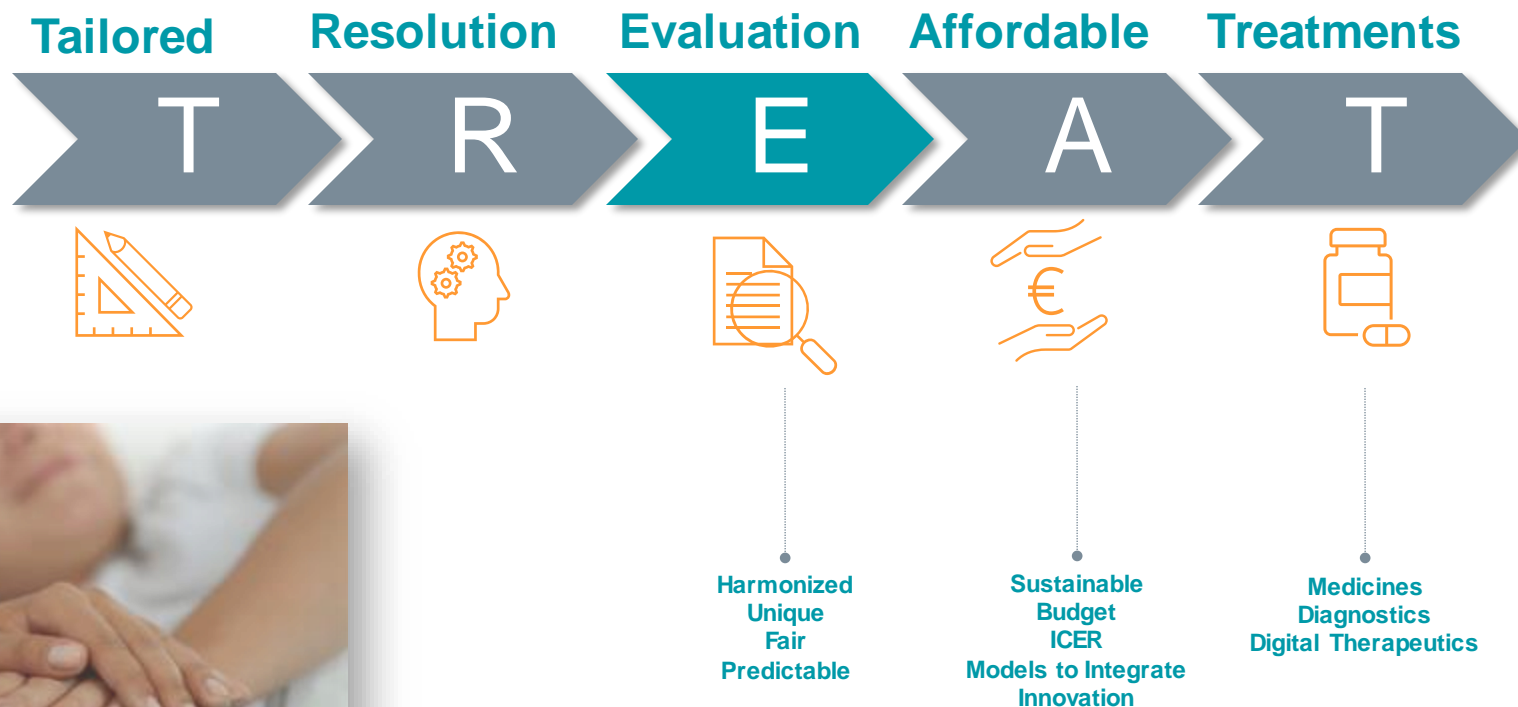 Tailored
Resolution
Evaluation
Affordable
Treatments
T
R
E
A
T
€
Harmonized
Unique
Fair
Predictable
Sustainable
Budget
ICER
Models to Integrate
Innovation
Medicines
Diagnostics
Digital Therapeutics